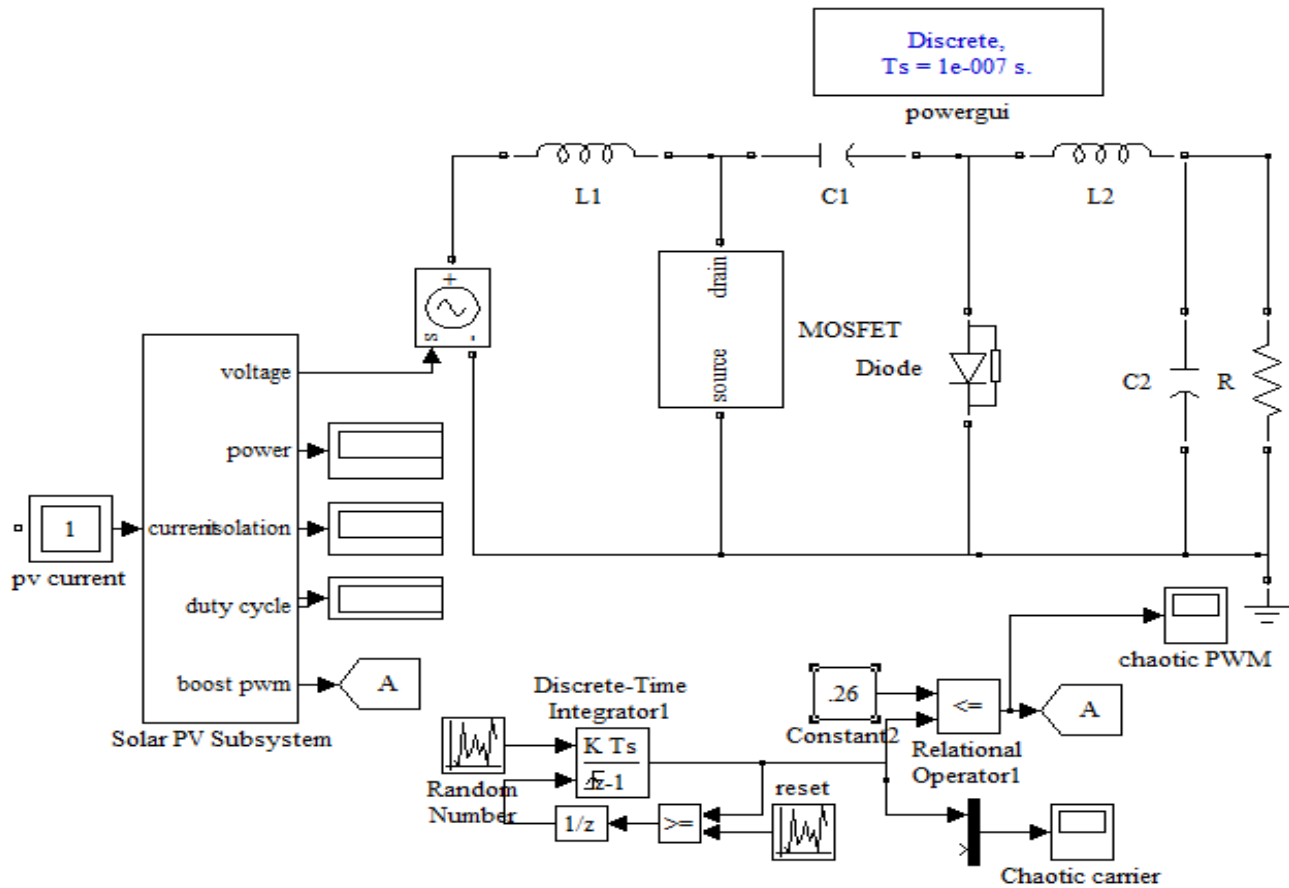 Discrete,
Ts = 1e-007 s.
powergui
L1
C1
L2
drain
source
MOSFET
Diode
C2
R
+
s
-
voltage
power
current
isolation
duty cycle
boost pwm
1
pv current
A
Solar PV Subsystem
Discrete-Time
Integrator1
K Ts
z-1
Random
Number
1/z
>=
reset
.26
Constant2
<=
Relational
Operator1
A
chaotic PWM
Chaotic carrier